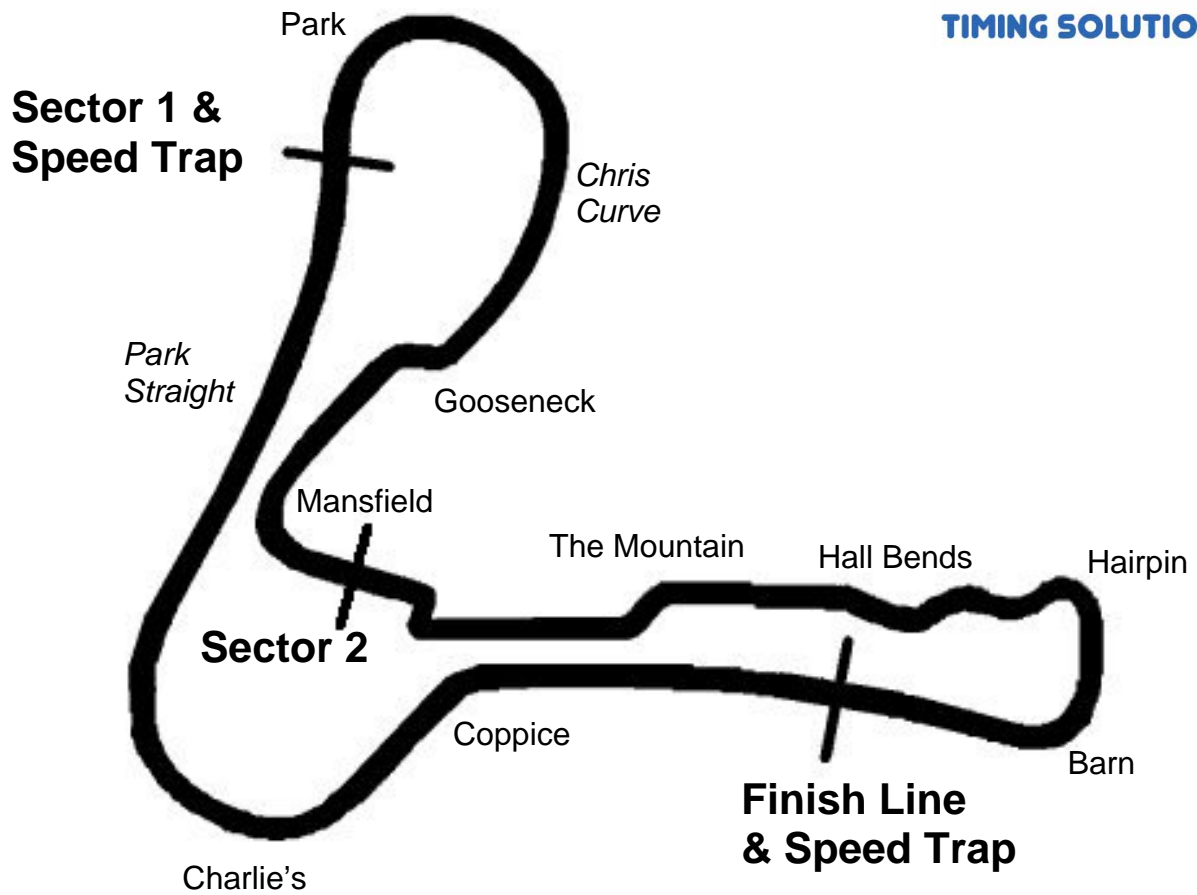 Park
TIMING SOLUTIO
Sector 1 &
Speed Trap
Chris
Curve
Park
Straight
Gooseneck
Mansfield
The Mountain
Hall Bends
Hairpin
Sector 2
Coppice
Barn
Finish Line
& Speed Trap
Charlie's